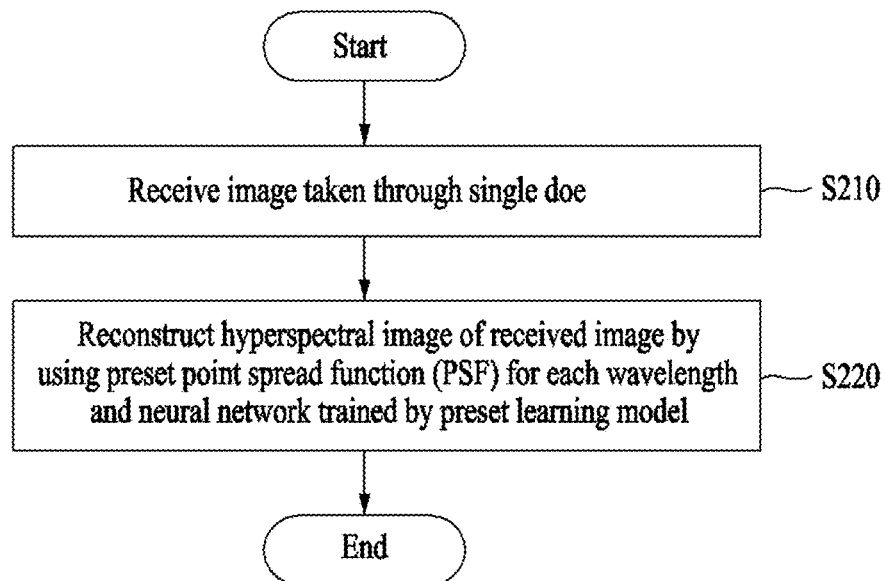 Start
Receive image taken through single doe
S210
Reconstruct hyperspectral image of received image by
using preset point spread function (PSF) for each wavelength
and neural network trained by preset learning model
S220
End